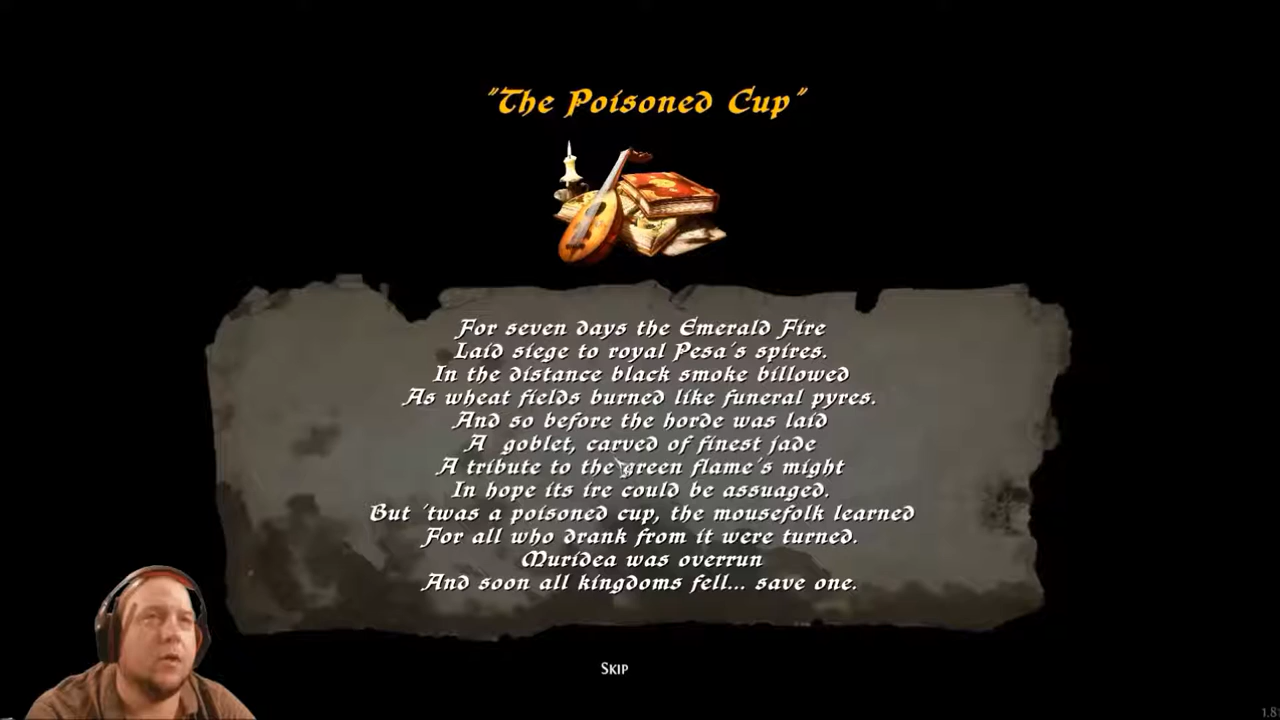 "The Poisoned Cup"
For seven days the Emerald Fire
Laid siege to royal Pesa's spires.
In the distance black smoke billowed
As wheat fields burned like funeral pyres.
And so before the horde was laid
A goblet, carved of finest jade
A tribute to the green flame's might
In hope its ire could be assuaged.
But 'twas a poisoned cup, the mousefolk learned
For all who drank from it were turned.
Muridea was overrun
And soon all kingdoms fell... save one.
Skip